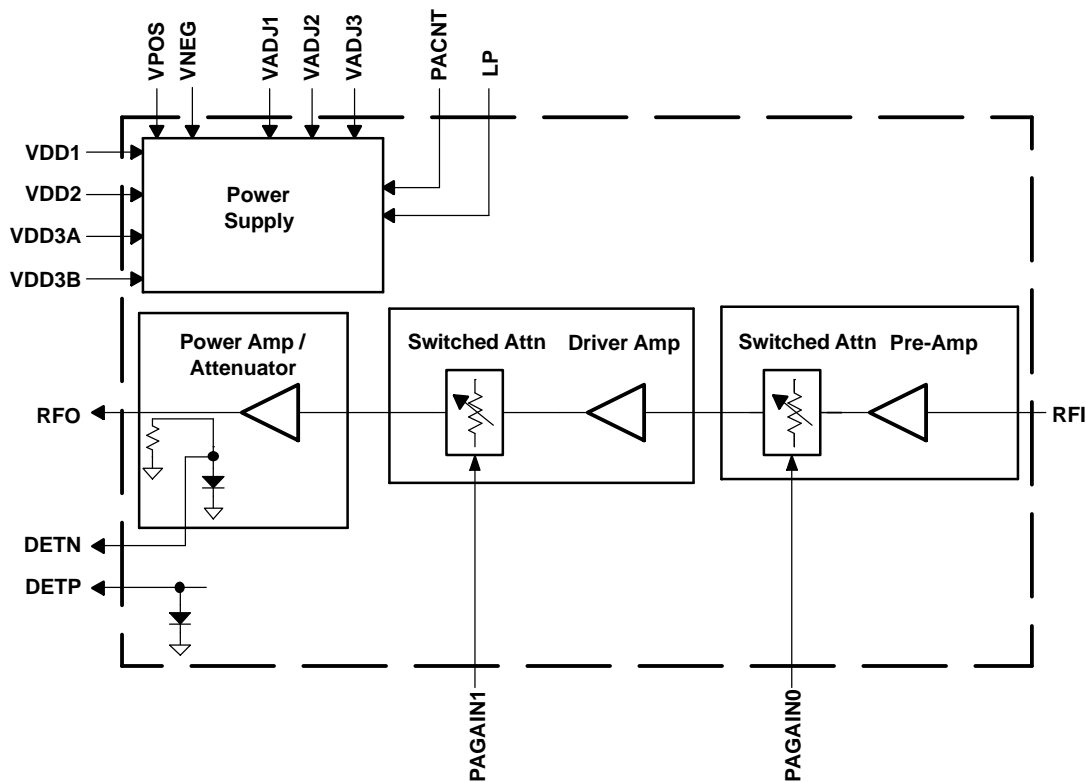 VPOS
VNEG
VADJ1
VADJ2
VADJ3
PACNT
LP
VDD1
VDD2
VDD3A
VDD3B
Power
Supply
Power Amp /
Attenuator
Switched Attn
Driver Amp
Switched Attn
Pre-Amp
RFO
RFI
DETN
DETP
PAGAIN1
PAGAIN0